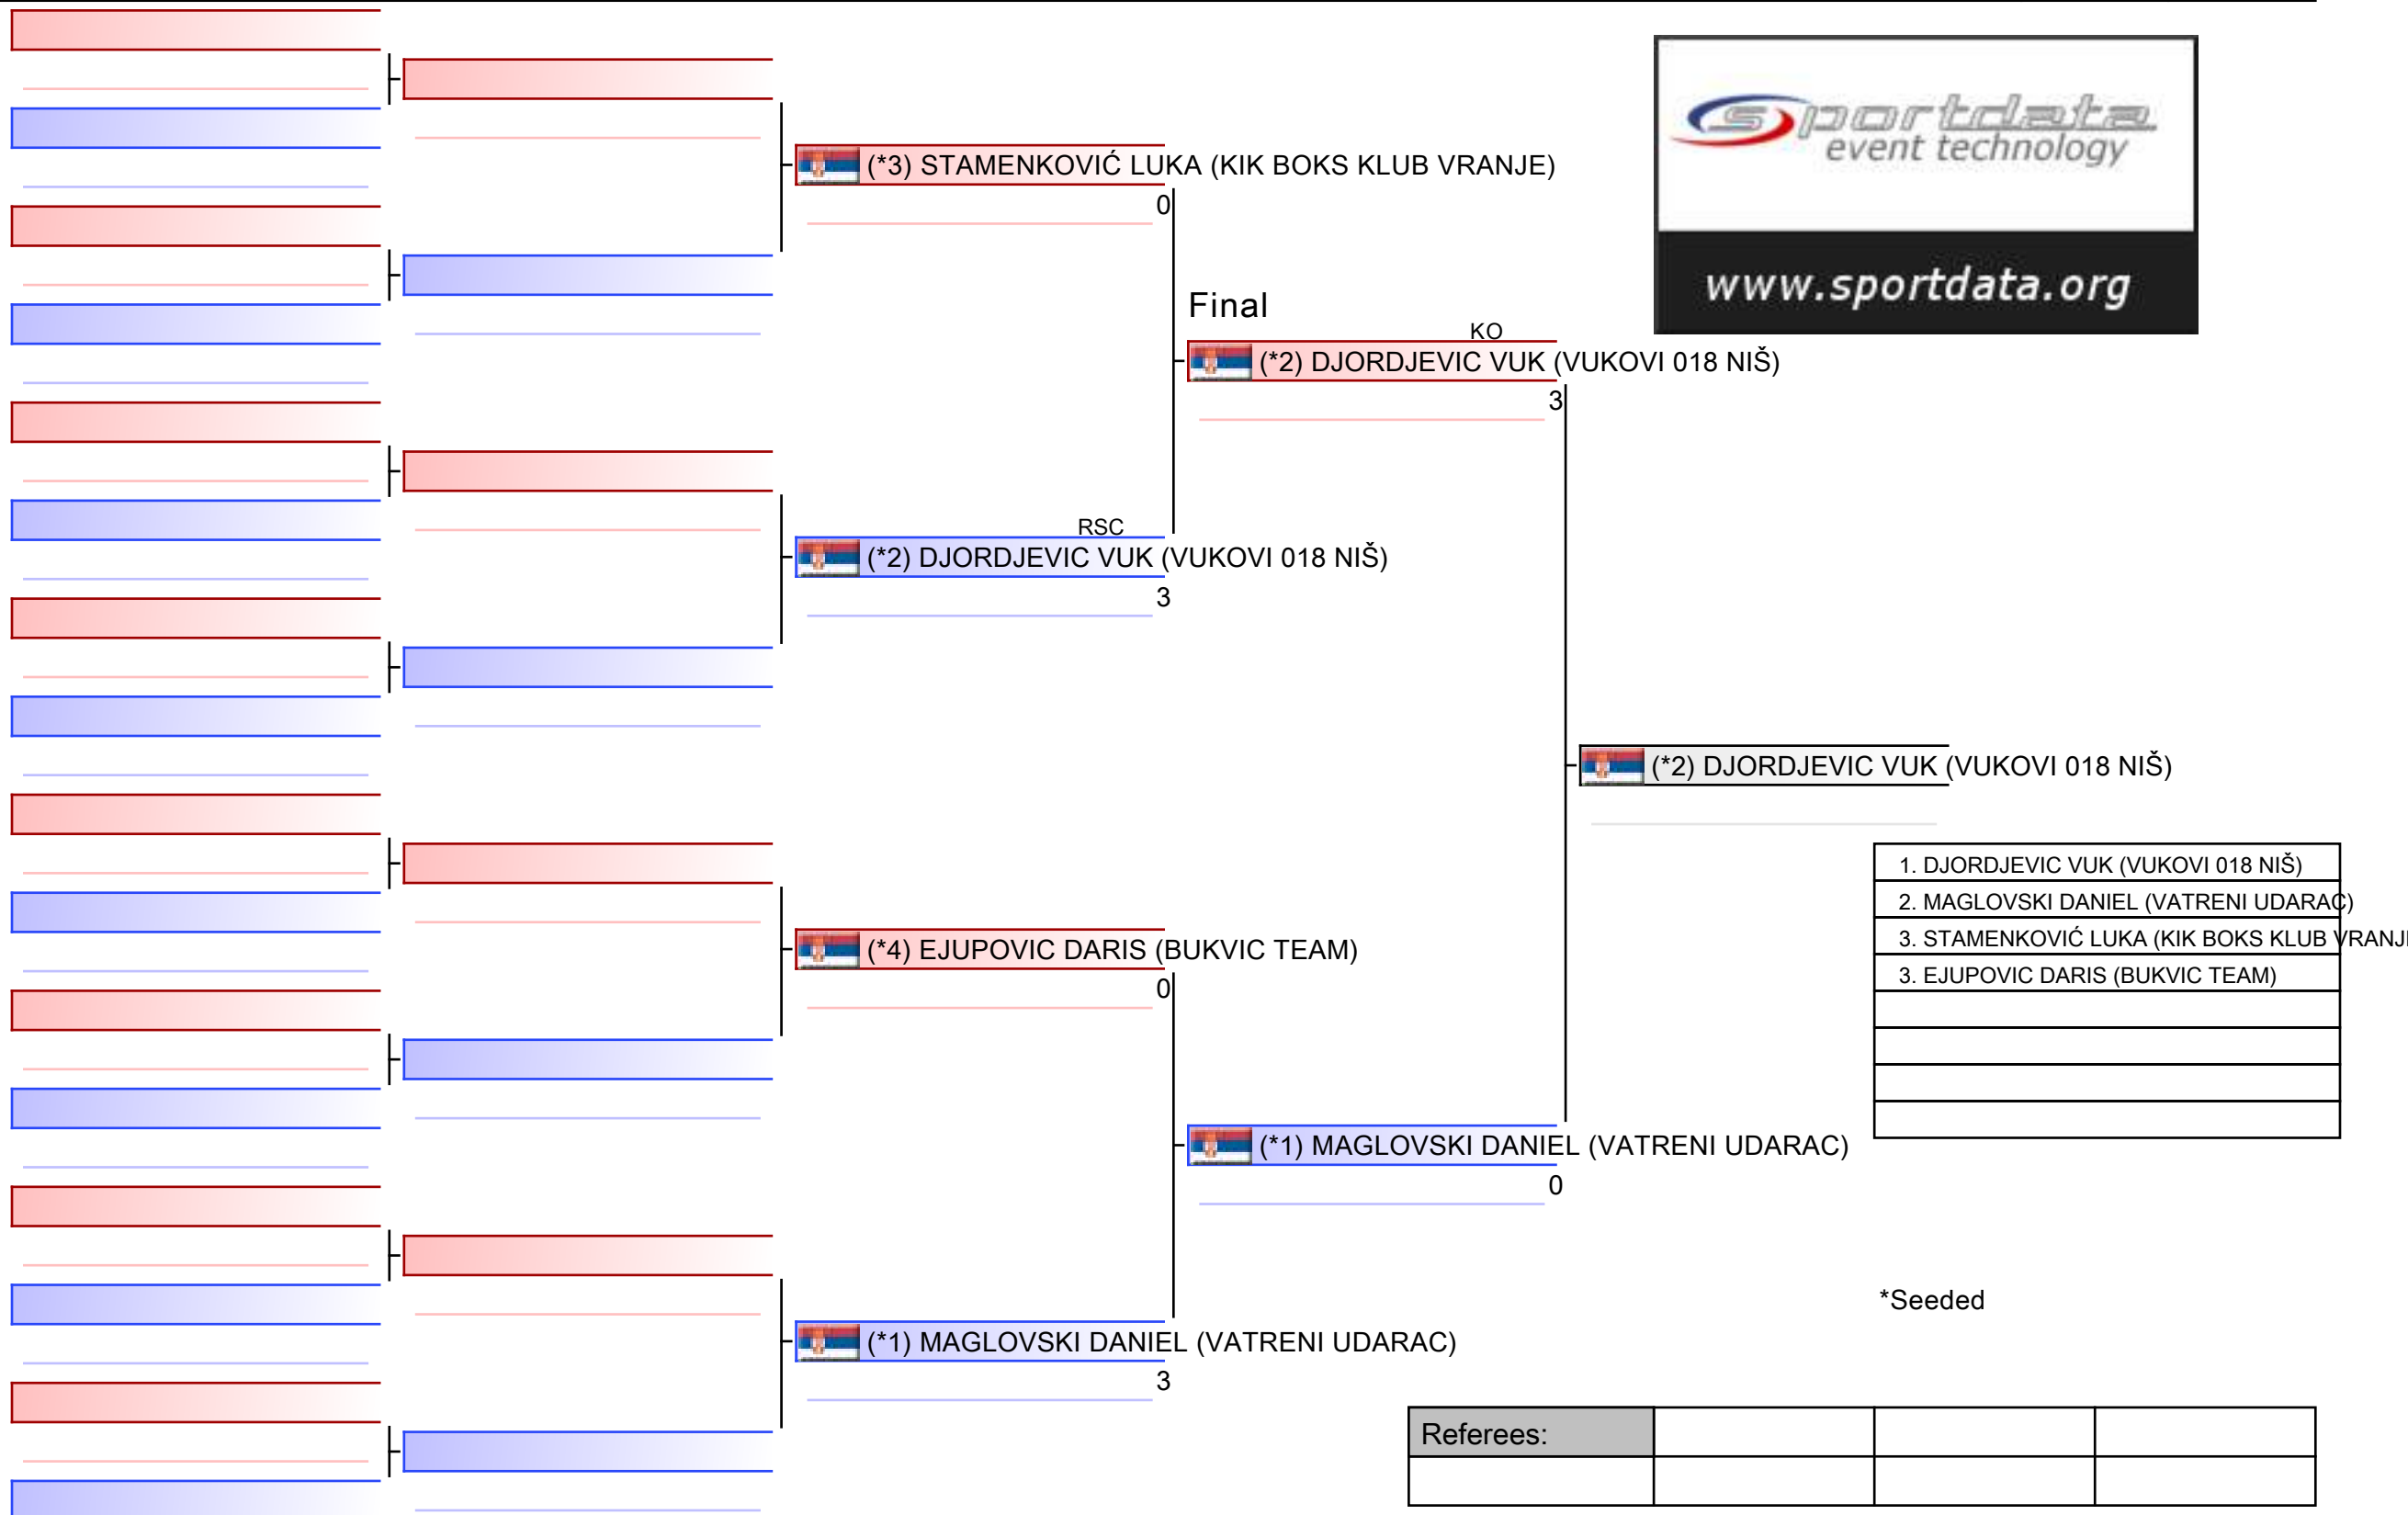 sportdata
event technology
www.sportdata.org
(*3) STAMENKOVIĆ LUKA (KIK BOKS KLUB VRANJE)
0
Final
KO
(*2) DJORDJEVIC VUK (VUKOVI 018 NIŠ)
3
RSC
(*2) DJORDJEVIC VUK (VUKOVI 018 NIŠ)
3
(*2) DJORDJEVIC VUK (VUKOVI 018 NIŠ)
1. DJORDJEVIC VUK (VUKOVI 018 NIŠ)
2. MAGLOVSKI DANIEL (VATRENI UDARAC)
3. STAMENKOVIĆ LUKA (KIK BOKS KLUB VRANJ
3. EJUPOVIC DARIS (BUKVIC TEAM)
(*4) EJUPOVIC DARIS (BUKVIC TEAM)
0
(*1) MAGLOVSKI DANIEL (VATRENI UDARAC)
0
*Seeded
(*1) MAGLOVSKI DANIEL (VATRENI UDARAC)
3
Referees: